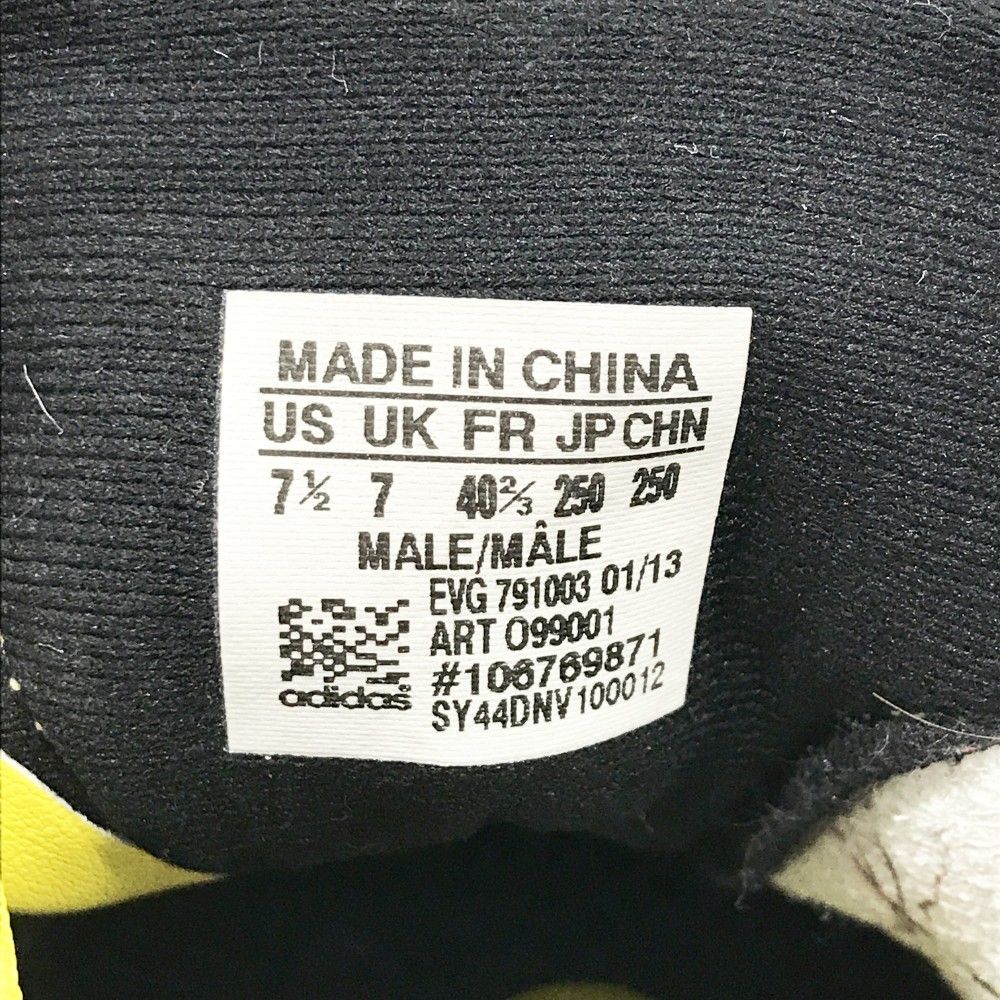 MADE IN CHINA
US UK FR JP CHN
7½ 7 40⅔ 250 250
MALE/MÂLE
EVG 791003 01/13
ART O99001
#106769871
SY44DNV100012
adidas